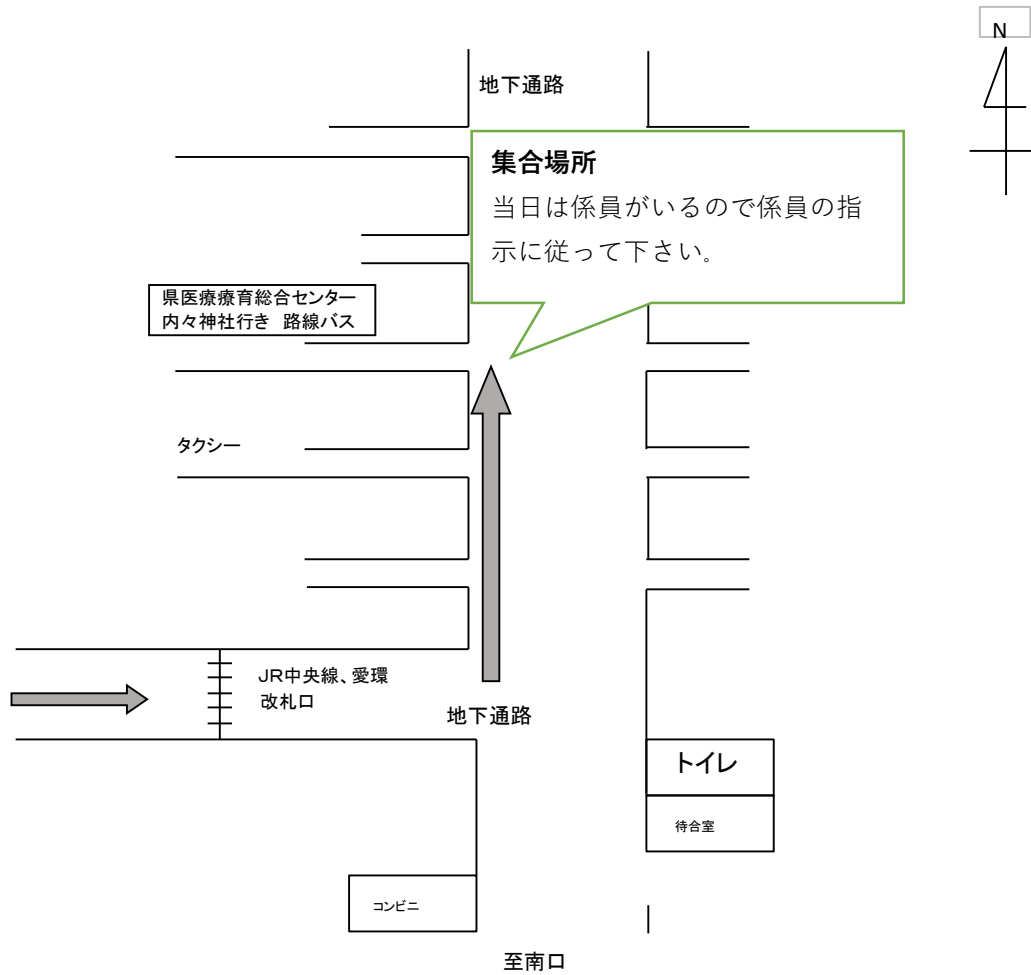 N
地下通路
集合場所
当日は係員がいるので係員の指
示に従って下さい。
県医療療育総合センター
内々神社行き 路線バス
タクシー
JR中央線、愛環
改札口
地下通路
トイレ
待合室
コンビニ
至南口